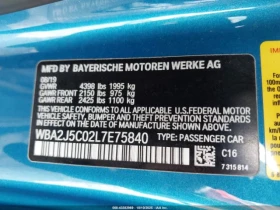 MFD BY BAYERISCHE MOTOREN WERKE AG
08/19
GVWR 4398 lbs 1995 KG
GAWR FRONT 2150 lbs 975 KG
GAWR REAR 2425 lbs 1100 KG
THIS VEHICLE CONFORMS TO ALL APPLICABLE
U.S. FEDERAL MOTOR VEHICLE
SAFETY, BUMPER AND THEFT PREVENTION
STANDARDS IN EFFECT ON THE DATE OF
MANUFACTURE SHOWN ABOVE.
WBA2J5C02L7E75840 TYPE: PASSENGER CAR
C16
7 315 814